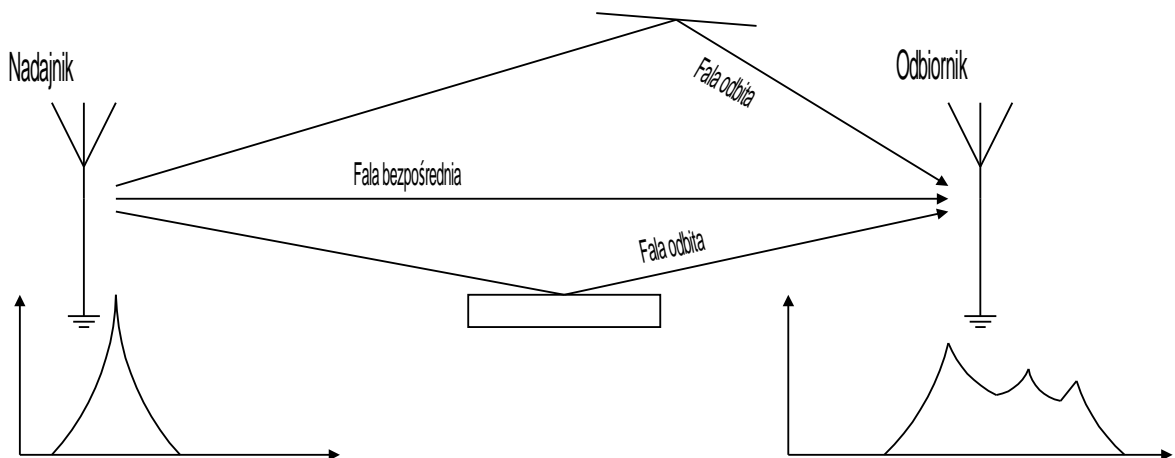 Nadajnik
Odbiornik
Fala odbita
Fala bezpośrednia
Fala odbita